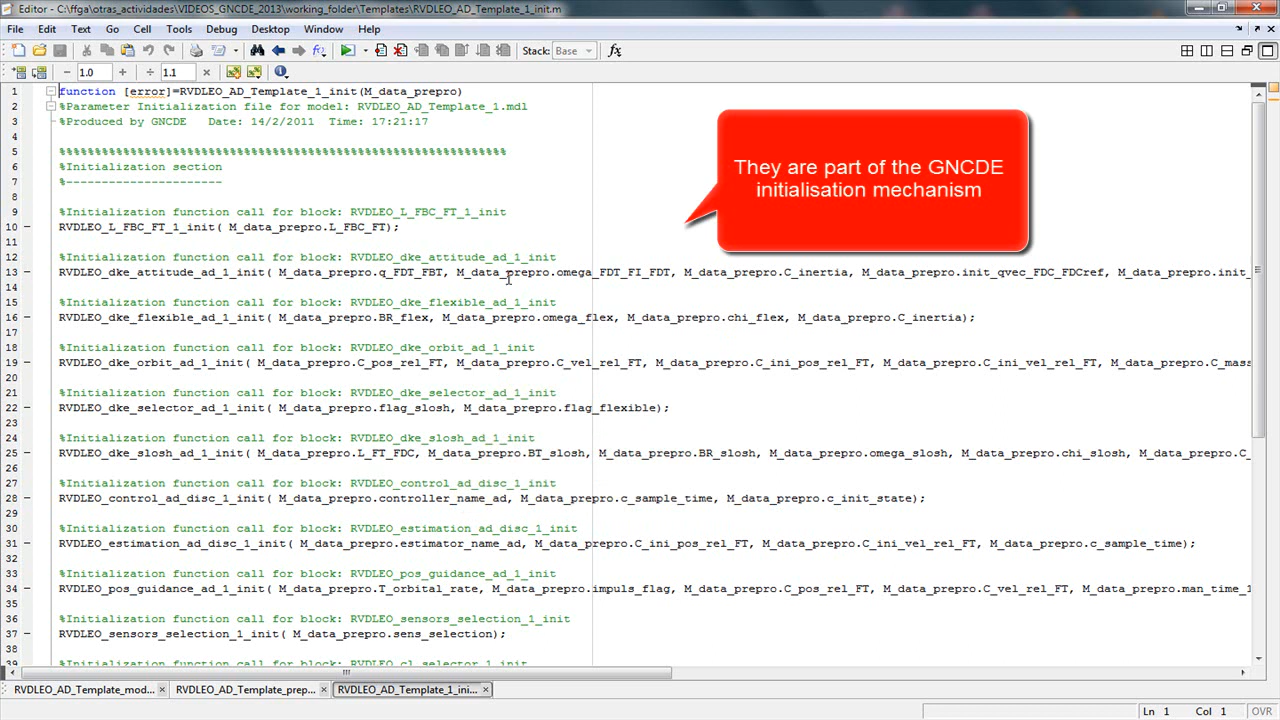 Editor - C:\ffga\otras_actividades\VIDEOS_GNCDE_2013\working_folder\Templates\RVDLEO_AD_Template_1_init.m
File Edit Text Go Cell Tools Debug Desktop Window Help
Stack: Base fx
1.0 1.1
1 function [error]=RVDLEO_AD_Template_1_init(M_data_prepro)
2 %Parameter Initialization file for model: RVDLEO_AD_Template_1.mdl
3 %Produced by GNCDE Date: 14/2/2011 Time: 17:21:17
4
5 %%%%%%%%%%%%%%%%%%%%%%%%%%%%%%%%%%%%%%%%%%%%%%%%%%%%%%%%%%%%%%%
6 %Initialization section
7 %----------------------
8
9 %Initialization function call for block: RVDLEO_L_FBC_FT_1_init
10 RVDLEO_L_FBC_FT_1_init( M_data_prepro.L_FBC_FT);
11
12 %Initialization function call for block: RVDLEO_dke_attitude_ad_1_init
13 RVDLEO_dke_attitude_ad_1_init( M_data_prepro.q_FDT_FBT, M_data_prepro.omega_FDT_FI_FDT, M_data_prepro.C_inertia, M_data_prepro.init_qvec_FDC_FDCref, M_data_prepro.init_
14
15 %Initialization function call for block: RVDLEO_dke_flexible_ad_1_init
16 RVDLEO_dke_flexible_ad_1_init( M_data_prepro.BR_flex, M_data_prepro.omega_flex, M_data_prepro.chi_flex, M_data_prepro.C_inertia);
17
18 %Initialization function call for block: RVDLEO_dke_orbit_ad_1_init
19 RVDLEO_dke_orbit_ad_1_init( M_data_prepro.C_pos_rel_FT, M_data_prepro.C_vel_rel_FT, M_data_prepro.C_ini_pos_rel_FT, M_data_prepro.C_ini_vel_rel_FT, M_data_prepro.C_mass
20
21 %Initialization function call for block: RVDLEO_dke_selector_ad_1_init
22 RVDLEO_dke_selector_ad_1_init( M_data_prepro.flag_slosh, M_data_prepro.flag_flexible);
23
24 %Initialization function call for block: RVDLEO_dke_slosh_ad_1_init
25 RVDLEO_dke_slosh_ad_1_init( M_data_prepro.L_FT_FDC, M_data_prepro.BT_slosh, M_data_prepro.BR_slosh, M_data_prepro.omega_slosh, M_data_prepro.chi_slosh, M_data_prepro.C_
26
27 %Initialization function call for block: RVDLEO_control_ad_disc_1_init
28 RVDLEO_control_ad_disc_1_init( M_data_prepro.controller_name_ad, M_data_prepro.c_sample_time, M_data_prepro.c_init_state);
29
30 %Initialization function call for block: RVDLEO_estimation_ad_disc_1_init
31 RVDLEO_estimation_ad_disc_1_init( M_data_prepro.estimator_name_ad, M_data_prepro.C_ini_pos_rel_FT, M_data_prepro.C_ini_vel_rel_FT, M_data_prepro.c_sample_time);
32
33 %Initialization function call for block: RVDLEO_pos_guidance_ad_1_init
34 RVDLEO_pos_guidance_ad_1_init( M_data_prepro.T_orbital_rate, M_data_prepro.impuls_flag, M_data_prepro.C_pos_rel_FT, M_data_prepro.C_vel_rel_FT, M_data_prepro.man_time_1
35
36 %Initialization function call for block: RVDLEO_sensors_selection_1_init
37 RVDLEO_sensors_selection_1_init( M_data_prepro.sens_selection);
38
39 %Initialization function call for block: RVDLEO_cl_selector_1_init
They are part of the GNCDE
initialisation mechanism
RVDLEO_AD_Template_mod... RVDLEO_AD_Template_prep... RVDLEO_AD_Template_1_ini...
Ln 1 Col 1 OVR